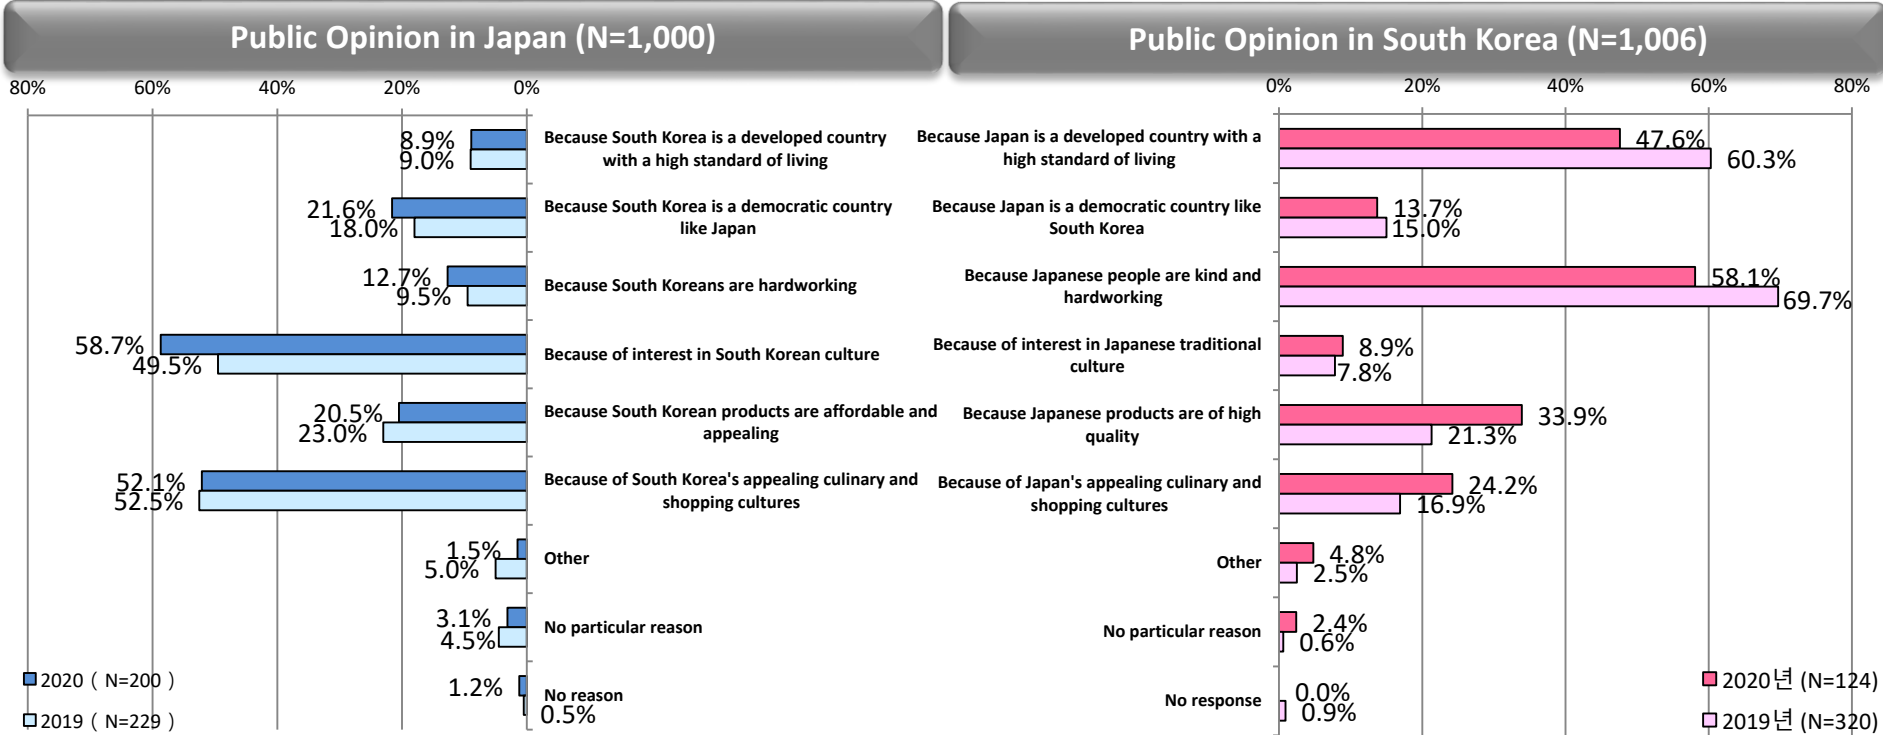 Public Opinion in Japan (N=1,000)
80%
60%
40%
20%
0%
8.9%
9.0%
Because South Korea is a developed country
with a high standard of living
21.6%
18.0%
Because South Korea is a democratic country
like Japan
12.7%
9.5%
Because South Koreans are hardworking
58.7%
49.5%
Because of interest in South Korean culture
20.5%
23.0%
Because South Korean products are affordable and
appealing
52.1%
52.5%
Because of South Korea's appealing culinary and
shopping cultures
1.5%
5.0%
Other
3.1%
4.5%
No particular reason
1.2%
0.5%
No reason
2020 ( N=200 )
2019 ( N=229 )
Public Opinion in South Korea (N=1,006)
0%
20%
40%
60%
80%
Because Japan is a developed country with a
high standard of living
47.6%
60.3%
Because Japan is a democratic country like
South Korea
13.7%
15.0%
Because Japanese people are kind and
hardworking
58.1%
69.7%
Because of interest in Japanese traditional
culture
8.9%
7.8%
Because Japanese products are of high
quality
33.9%
21.3%
Because of Japan's appealing culinary and
shopping cultures
24.2%
16.9%
Other
4.8%
2.5%
No particular reason
2.4%
0.6%
No response
0.0%
0.9%
2020년 (N=124)
2019년 (N=320)